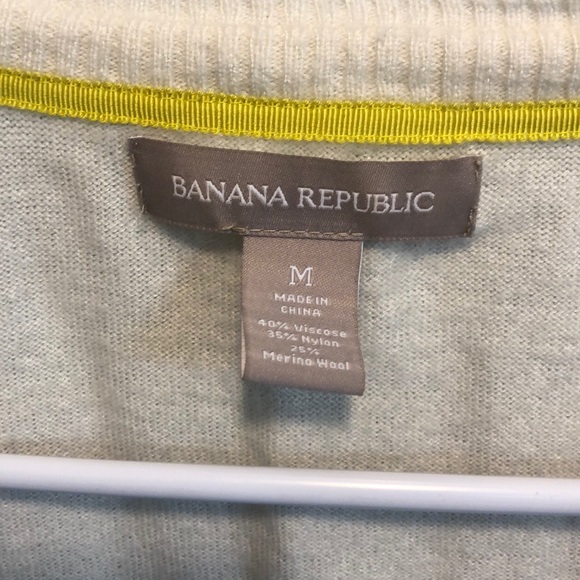 BANANA REPUBLIC
M
MADE IN
CHINA
40% Viscose
35% Nylon
25%
Merino Wool